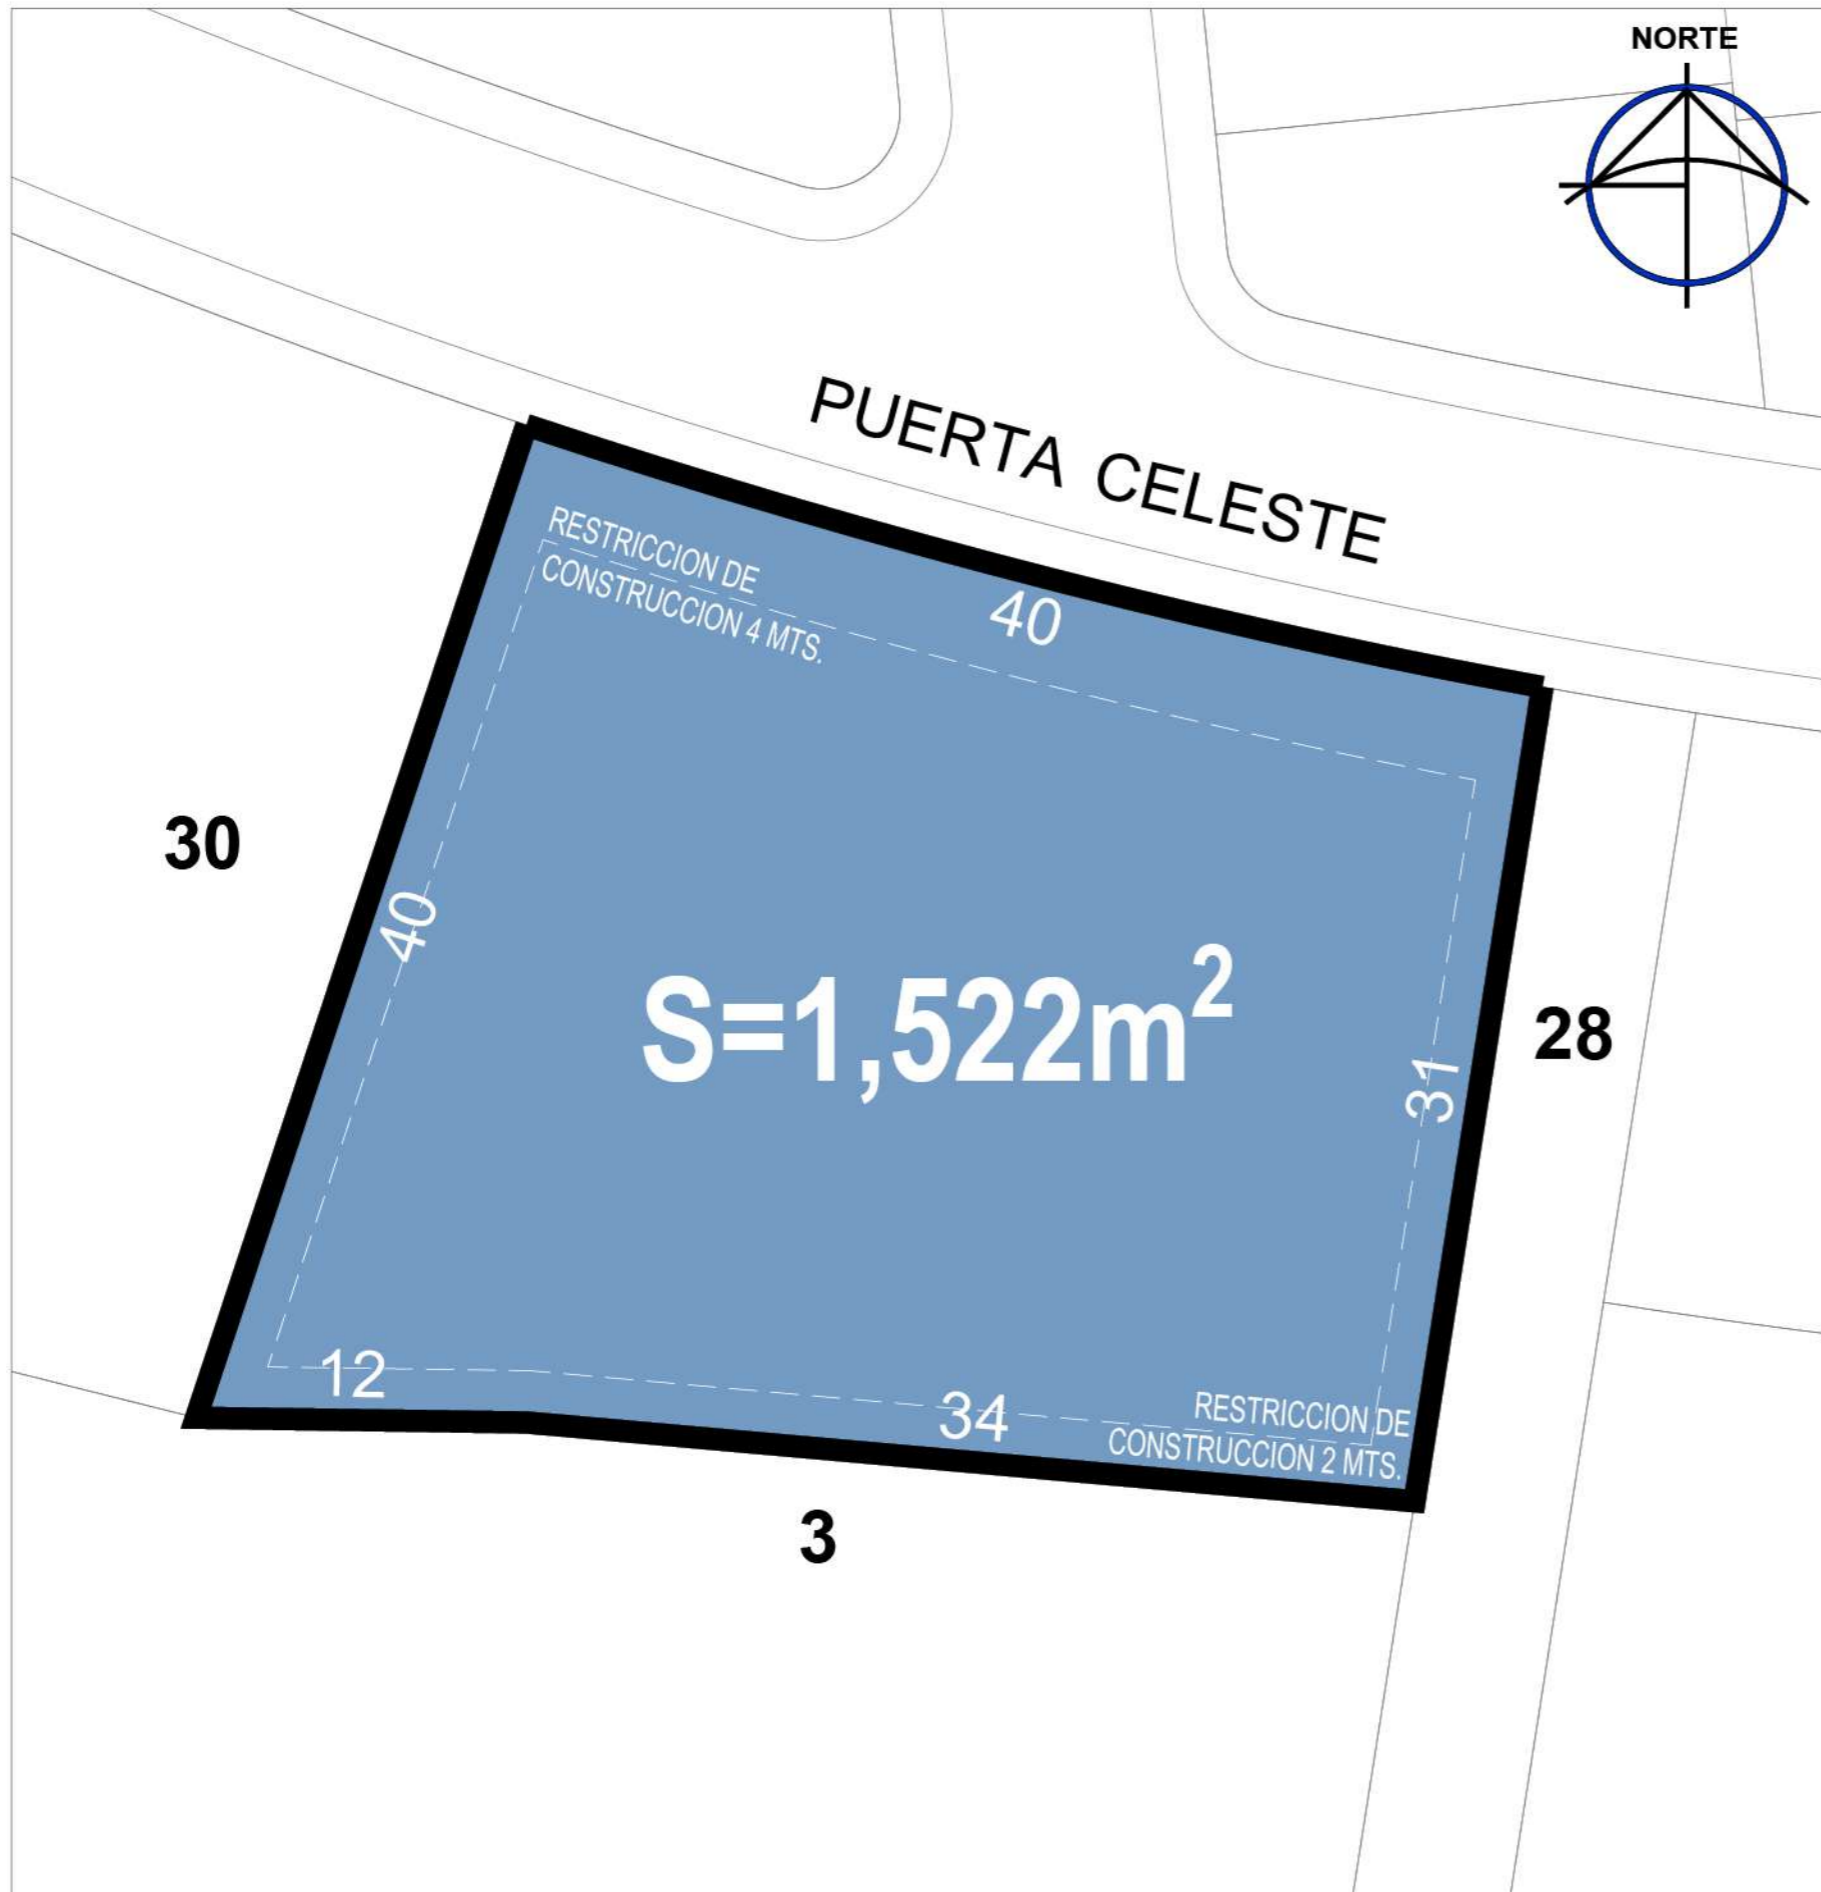 NORTE
PUERTA CELESTE
RESTRICCION DE
CONSTRUCCION 4 MTS.
40
30
40
S=1,522m²
28
31
12
34
RESTRICCION DE
CONSTRUCCION 2 MTS.
3